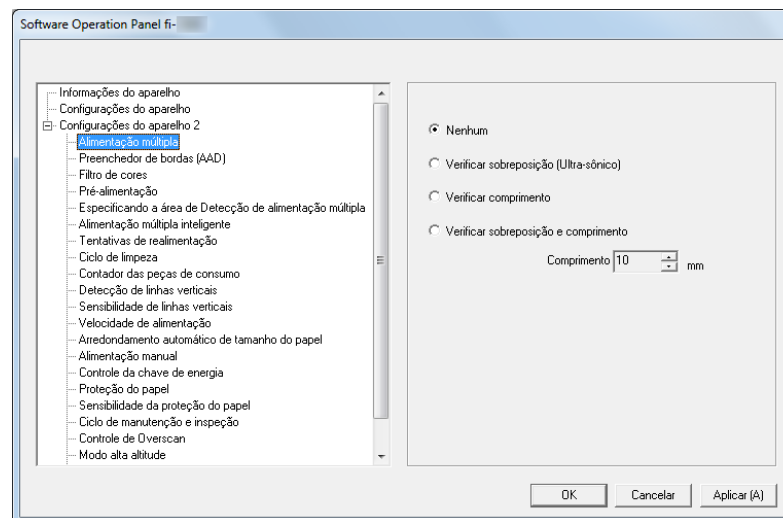 Software Operation Panel fi-
Informações do aparelho
Configurações do aparelho
Configurações do aparelho 2
Alimentação múltipla
Preenchedor de bordas (AAD)
Filtro de cores
Pré-alimentação
Especificando a área de Detecção de alimentação múltipla
Alimentação múltipla inteligente
Tentativas de realimentação
Ciclo de limpeza
Contador das peças de consumo
Detecção de linhas verticais
Sensibilidade de linhas verticais
Velocidade de alimentação
Arredondamento automático de tamanho do papel
Alimentação manual
Controle da chave de energia
Proteção do papel
Sensibilidade da proteção do papel
Ciclo de manutenção e inspeção
Controle de Overscan
Modo alta altitude
Nenhum
Verificar sobreposição (Ultra-sônico)
Verificar comprimento
Verificar sobreposição e comprimento
Comprimento 10 mm
OK Cancelar Aplicar (A)